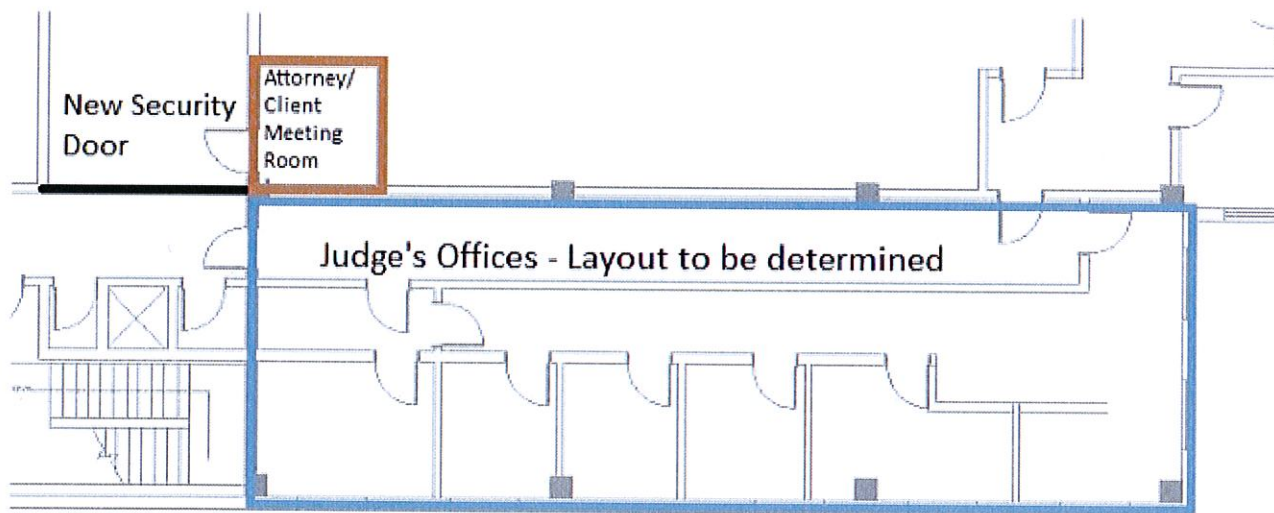 New Security
Door
Attorney/
Client
Meeting
Room
Judge's Offices - Layout to be determined